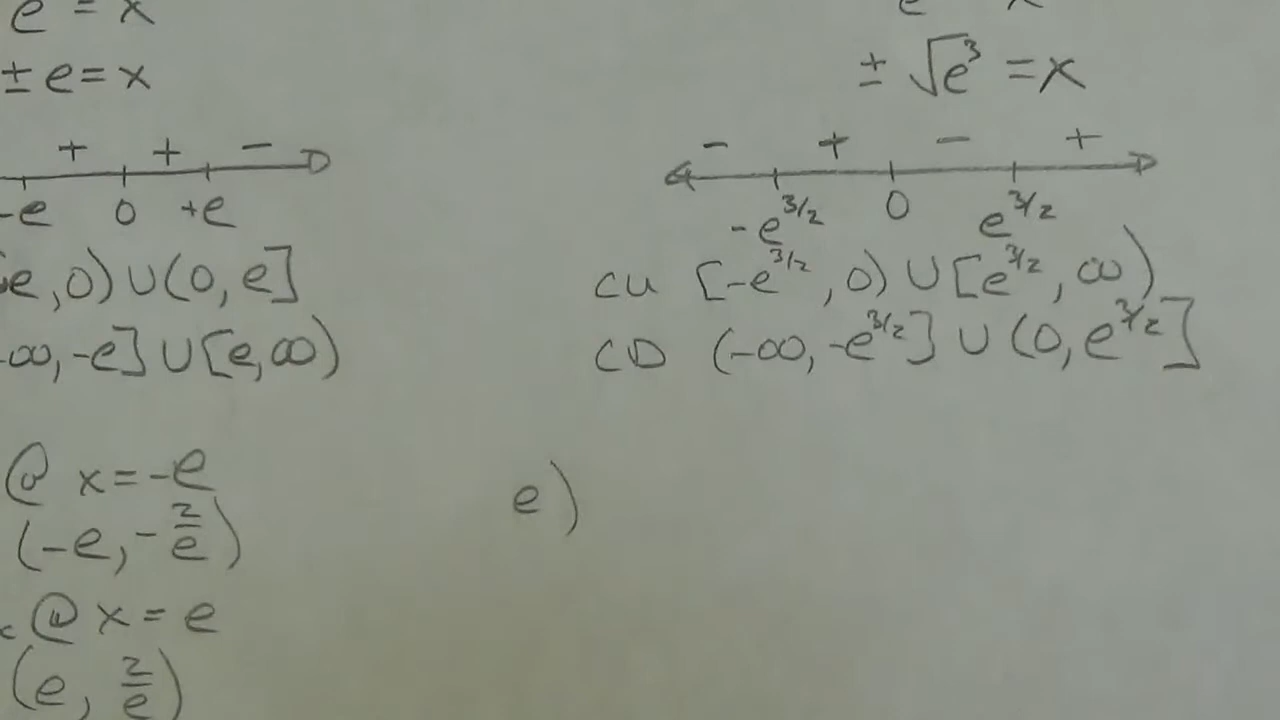 e = x
± e = x
+ + -
-e 0 +e
e, 0) ∪ (0, e]
-∞, -e] ∪ [e, ∞)
@ x = -e
(-e, -2/e)
@ x = e
(e, 2/e)
± √e³ = x
- + - +
-e^3/2 0 e^3/2
CU [-e^3/2, 0) ∪ [e^3/2, ∞)
CD (-∞, -e^3/2] ∪ (0, e^3/2]
e)